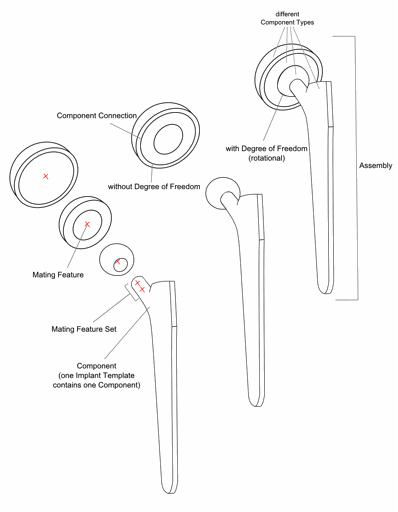 different
Component Types
Component Connection
with Degree of Freedom
(rotational)
Assembly
without Degree of Freedom
Mating Feature
Mating Feature Set
Component
(one Implant Template
contains one Component)